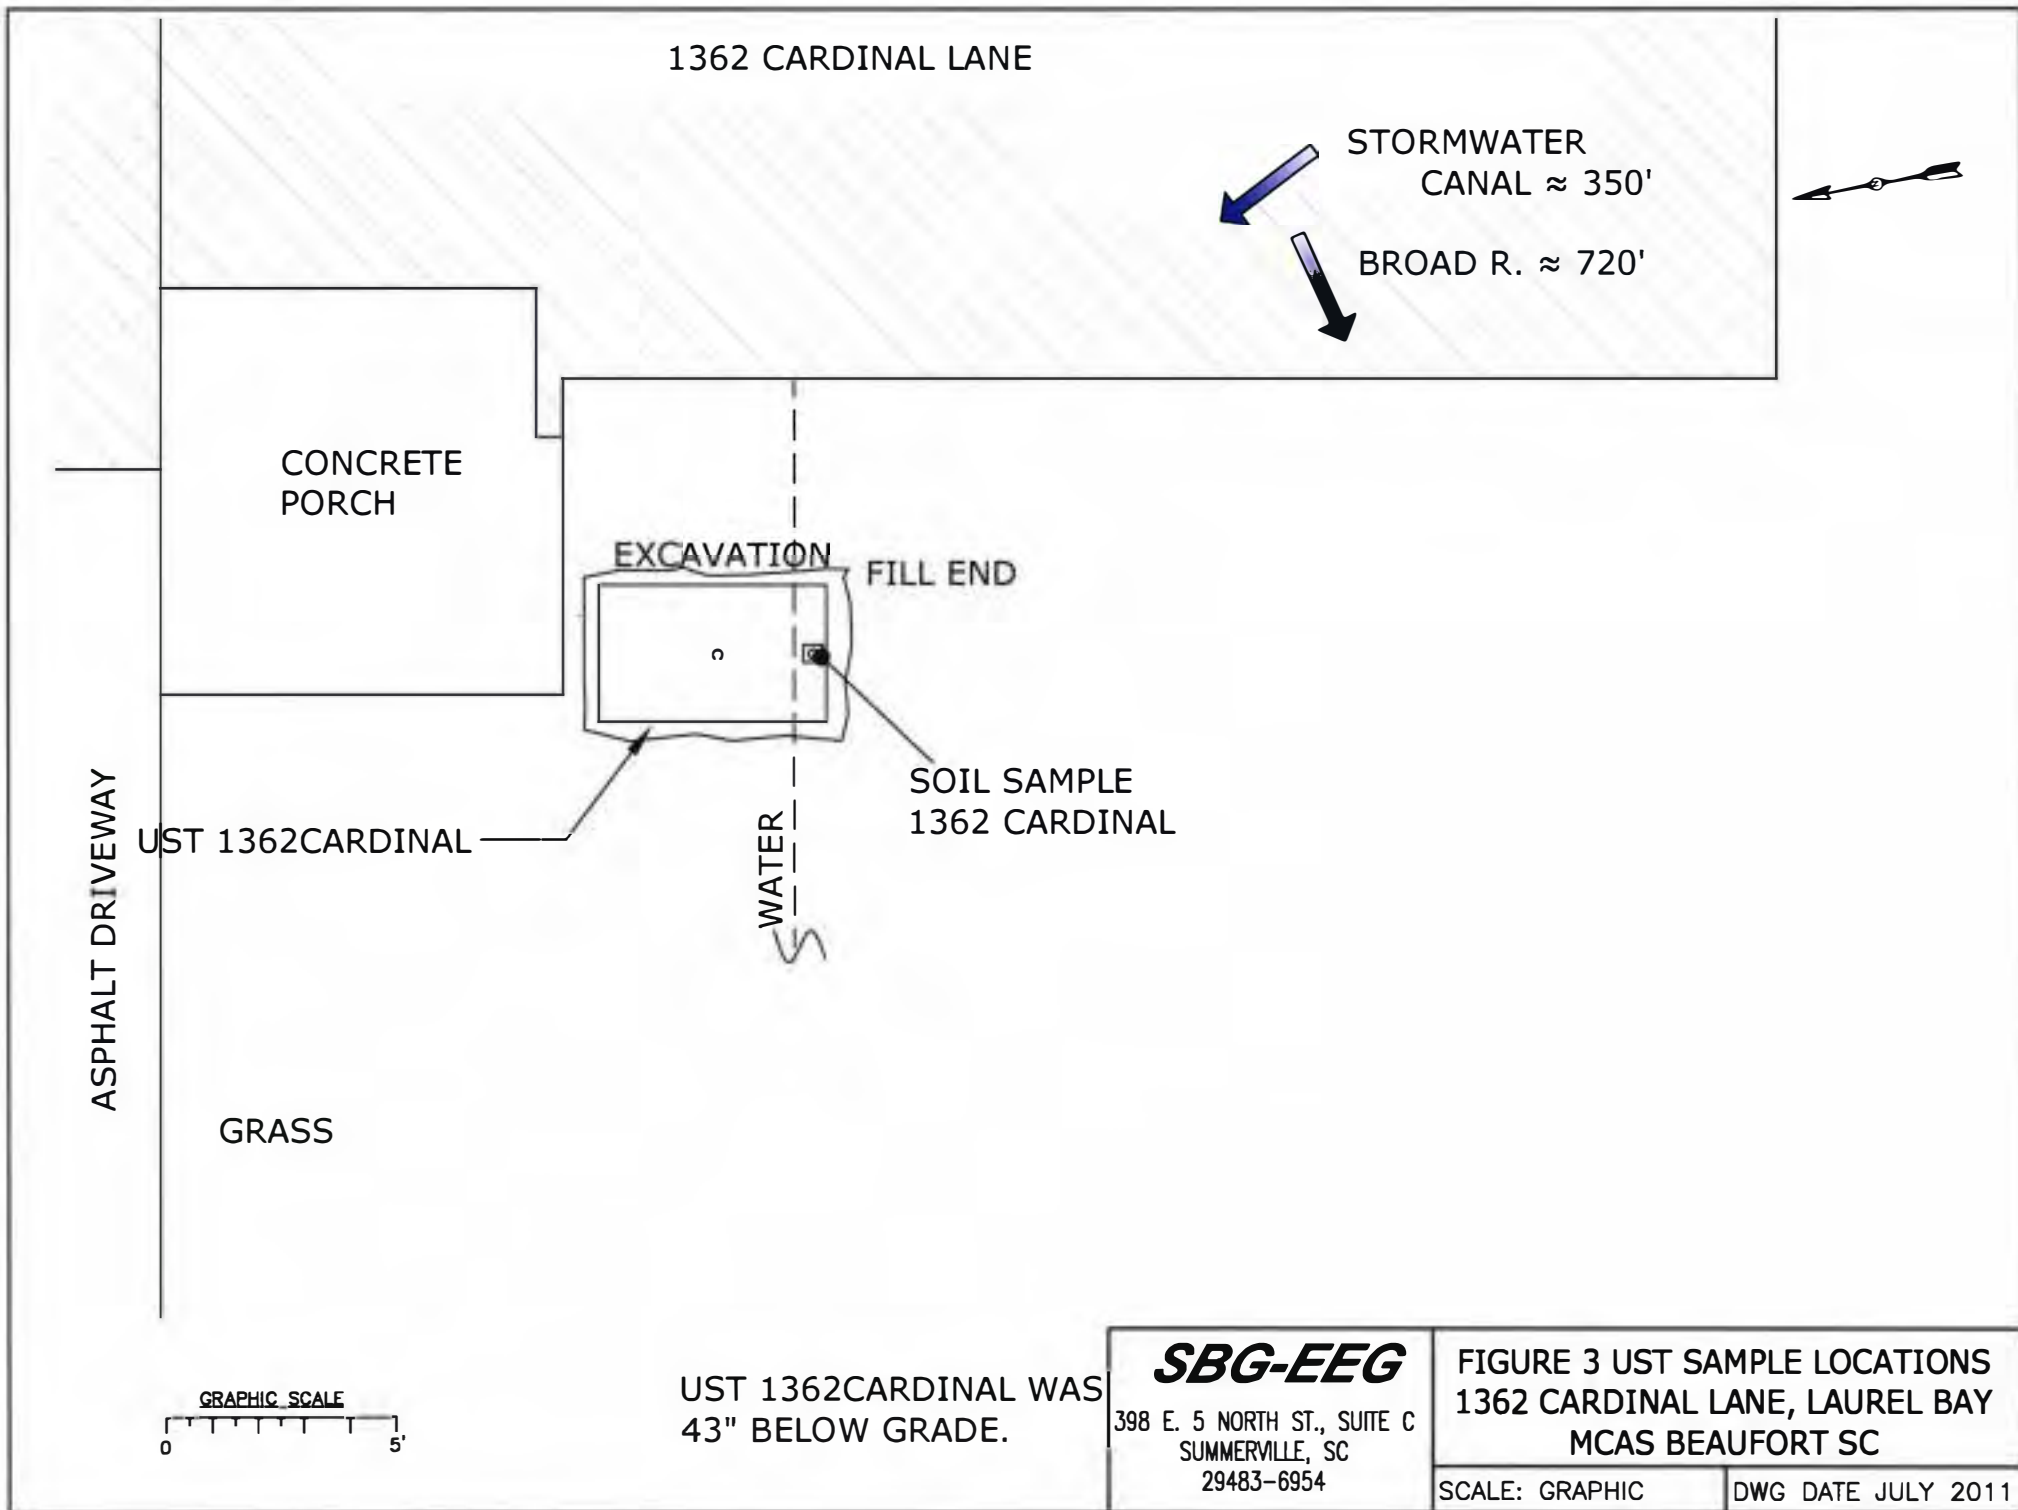 1362 CARDINAL LANE
STORMWATER
CANAL ≈ 350'
BROAD R. ≈ 720'
CONCRETE
PORCH
EXCAVATION
FILL END
C
SOIL SAMPLE
1362 CARDINAL
UST 1362CARDINAL
WATER
ASPHALT DRIVEWAY
GRASS
GRAPHIC SCALE
0 5'
UST 1362CARDINAL WAS
43" BELOW GRADE.
SBG-EEG
398 E. 5 NORTH ST., SUITE C
SUMMERVILLE, SC
29483-6954
FIGURE 3 UST SAMPLE LOCATIONS
1362 CARDINAL LANE, LAUREL BAY
MCAS BEAUFORT SC
SCALE: GRAPHIC
DWG DATE JULY 2011